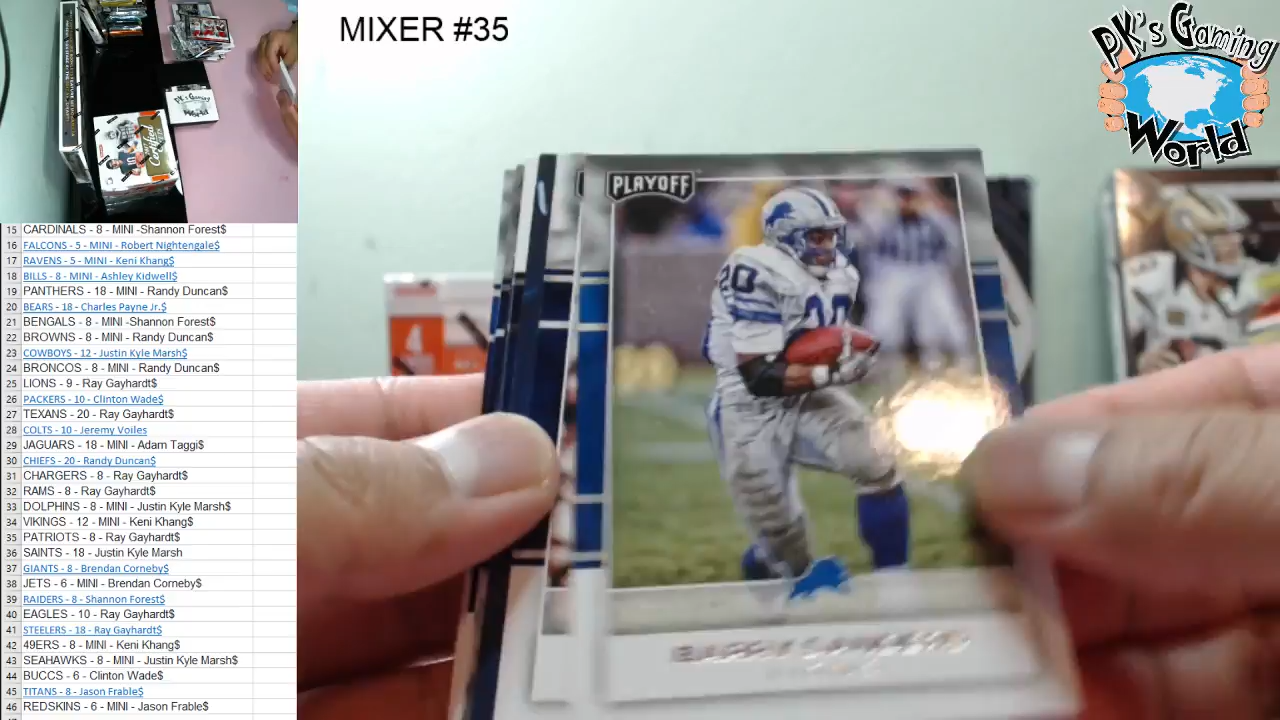 MIXER #35
PK's Gaming
World
PK's Gaming
World
Certified
PLAYOFF
20
20
BARRY SANDERS
4
15 CARDINALS - 8 - MINI -Shannon Forest$
16 FALCONS - 5 - MINI - Robert Nightengale$
17 RAVENS - 5 - MINI - Keni Khang$
18 BILLS - 8 - MINI - Ashley Kidwell$
19 PANTHERS - 18 - MINI - Randy Duncan$
20 BEARS - 18 - Charles Payne Jr.$
21 BENGALS - 8 - MINI -Shannon Forest$
22 BROWNS - 8 - MINI - Randy Duncan$
23 COWBOYS - 12 - Justin Kyle Marsh$
24 BRONCOS - 8 - MINI - Randy Duncan$
25 LIONS - 9 - Ray Gayhardt$
26 PACKERS - 10 - Clinton Wade$
27 TEXANS - 20 - Ray Gayhardt$
28 COLTS - 10 - Jeremy Voiles
29 JAGUARS - 18 - MINI - Adam Taggi$
30 CHIEFS - 20 - Randy Duncan$
31 CHARGERS - 8 - Ray Gayhardt$
32 RAMS - 8 - Ray Gayhardt$
33 DOLPHINS - 8 - MINI - Justin Kyle Marsh$
34 VIKINGS - 12 - MINI - Keni Khang$
35 PATRIOTS - 8 - Ray Gayhardt$
36 SAINTS - 18 - Justin Kyle Marsh
37 GIANTS - 8 - Brendan Corneby$
38 JETS - 6 - MINI - Brendan Corneby$
39 RAIDERS - 8 - Shannon Forest$
40 EAGLES - 10 - Ray Gayhardt$
41 STEELERS - 18 - Ray Gayhardt$
42 49ERS - 8 - MINI - Keni Khang$
43 SEAHAWKS - 8 - MINI - Justin Kyle Marsh$
44 BUCCS - 6 - Clinton Wade$
45 TITANS - 8 - Jason Frable$
46 REDSKINS - 6 - MINI - Jason Frable$